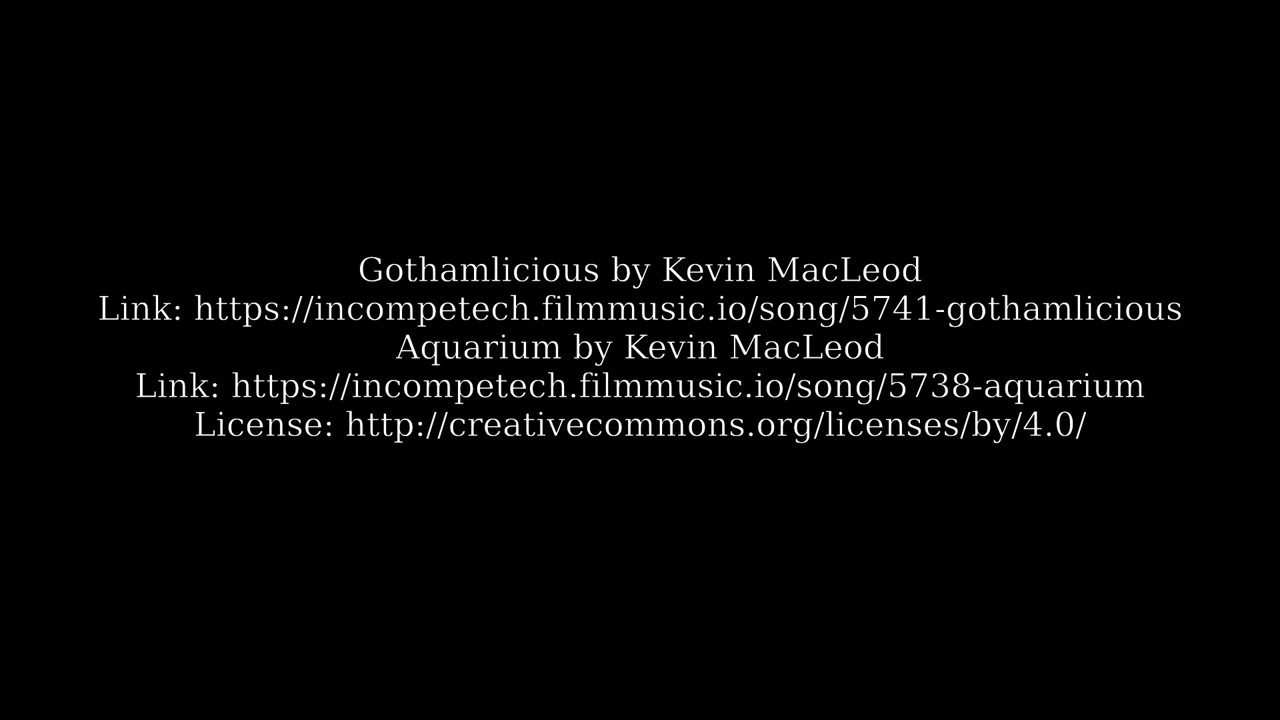 Gothamlicious by Kevin MacLeod
Link: https://incompetech.filmmusic.io/song/5741-gothamlicious
Aquarium by Kevin MacLeod
Link: https://incompetech.filmmusic.io/song/5738-aquarium
License: http://creativecommons.org/licenses/by/4.0/